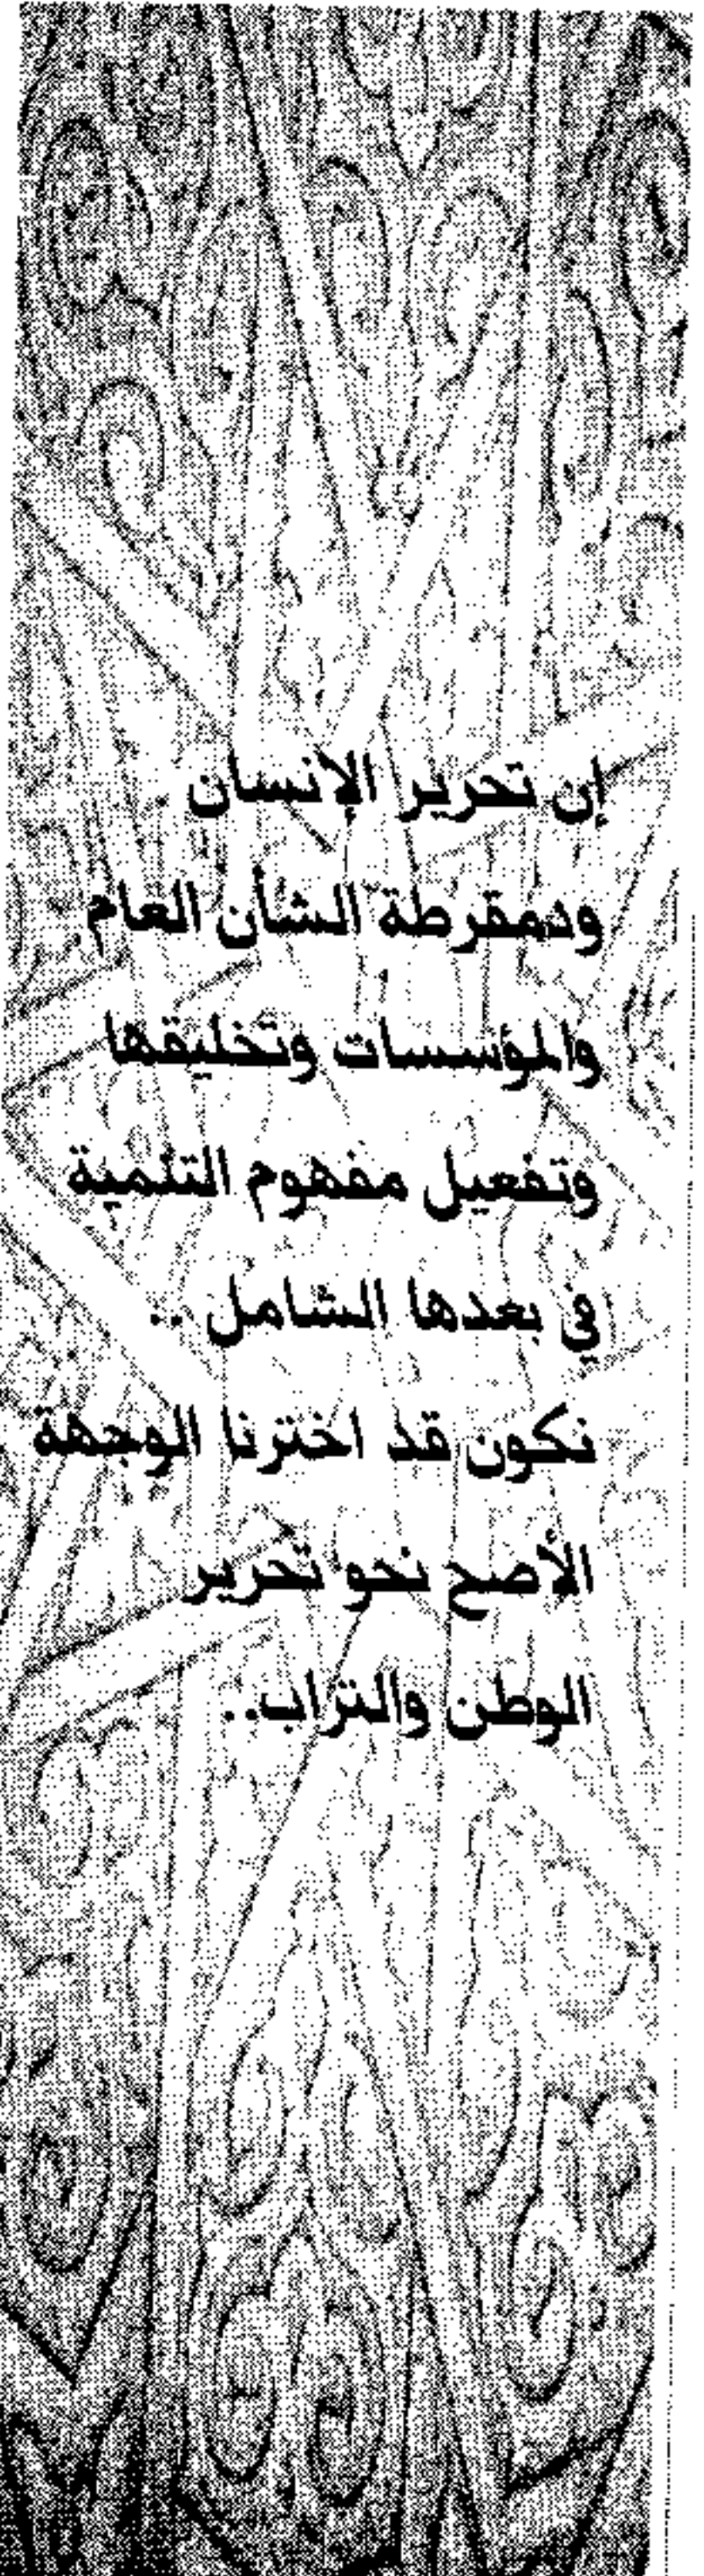 إن تحرير الإنسان
ودمقرطة الشأن العام
والمؤسسات وتخليقها
وتفعيل مفهوم التنمية
في بعدها الشامل ..
نكون قد اخترنا الوجهة
الأصح نحو تحرير
الوطن والتراب..